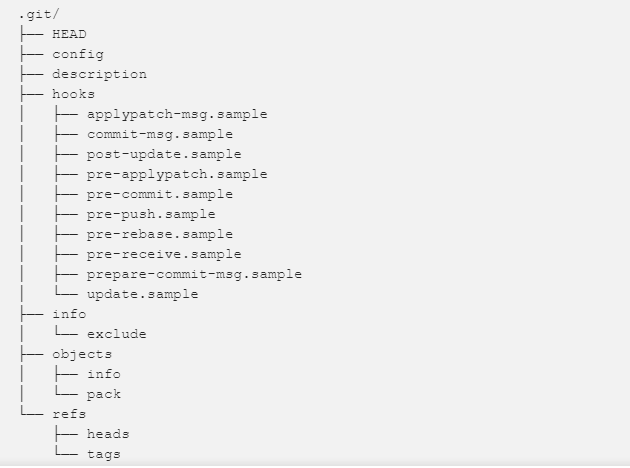 .git/
├── HEAD
├── config
├── description
├── hooks
│   ├── applypatch-msg.sample
│   ├── commit-msg.sample
│   ├── post-update.sample
│   ├── pre-applypatch.sample
│   ├── pre-commit.sample
│   ├── pre-push.sample
│   ├── pre-rebase.sample
│   ├── pre-receive.sample
│   ├── prepare-commit-msg.sample
│   └── update.sample
├── info
│   └── exclude
├── objects
│   ├── info
│   └── pack
└── refs
    ├── heads
    └── tags